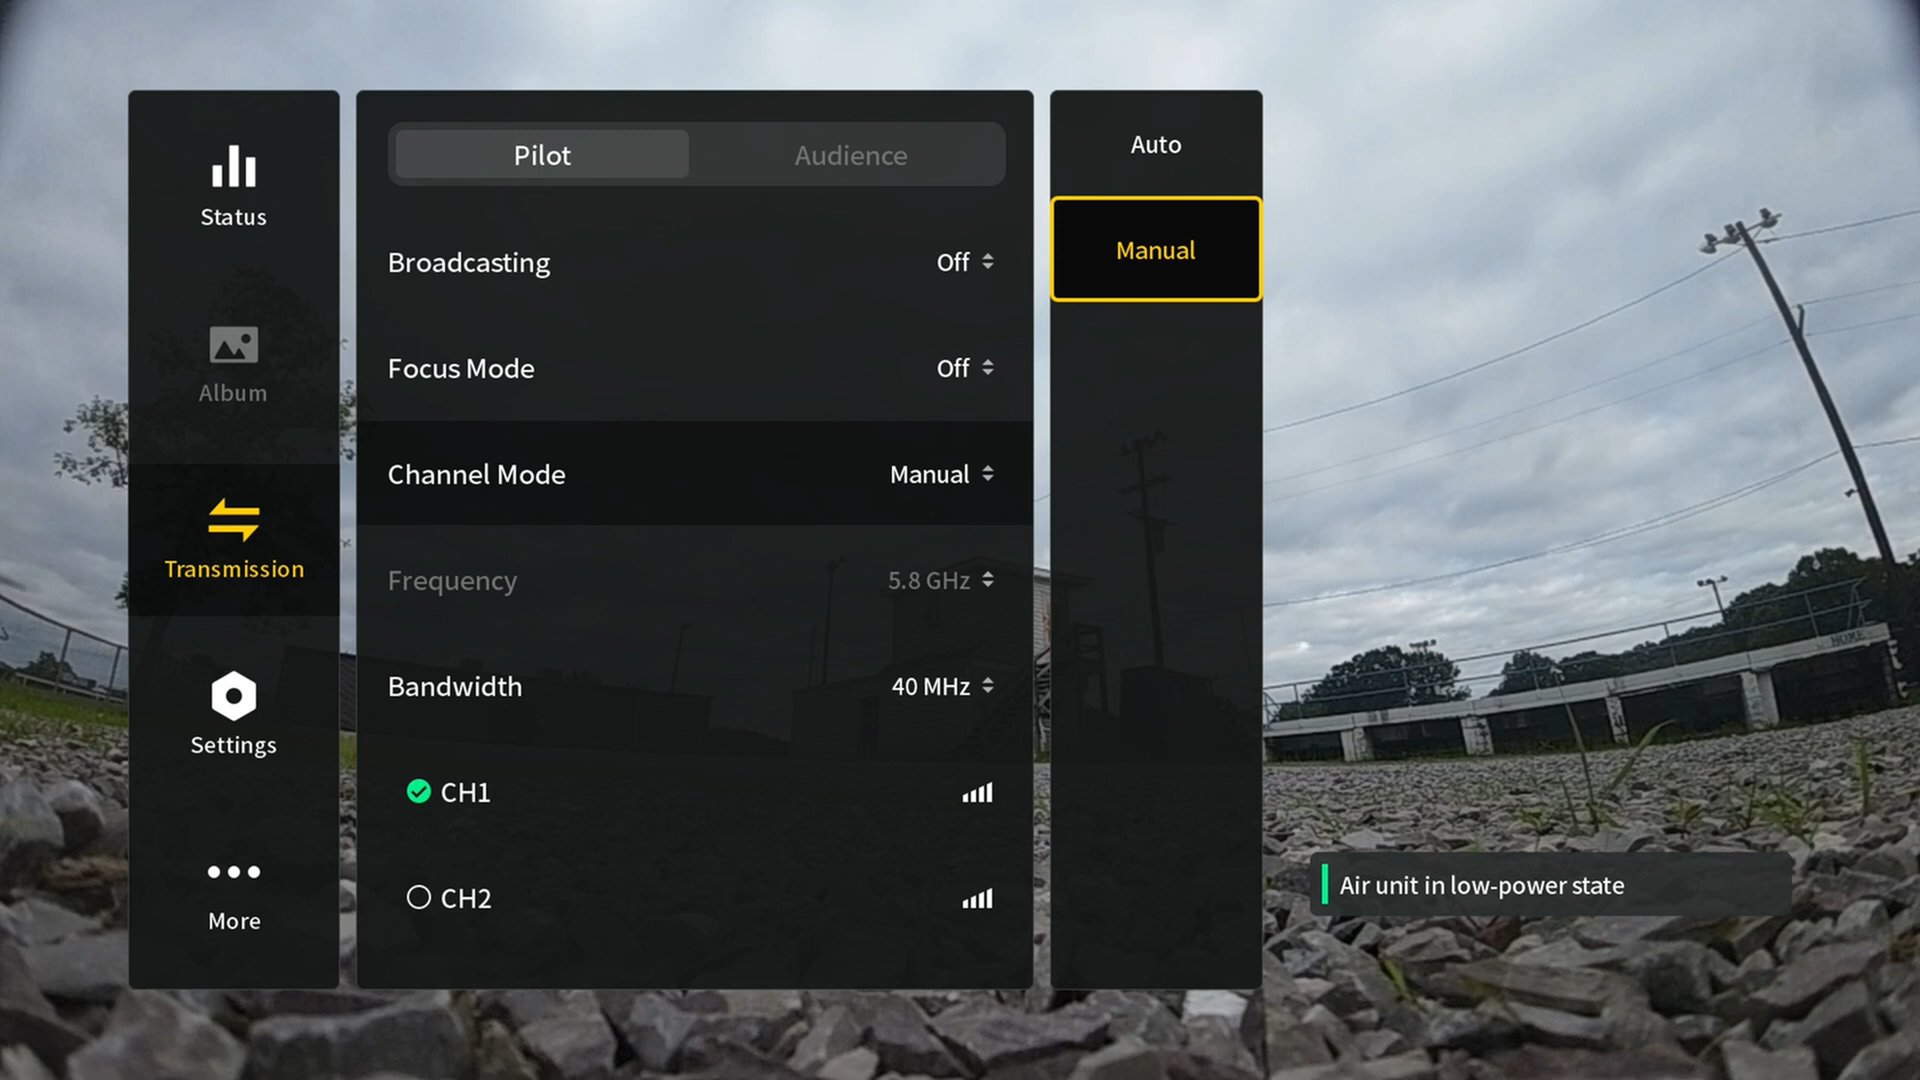 Status
Album
Transmission
Settings
More
Pilot
Audience
Broadcasting Off
Focus Mode Off
Channel Mode Manual
Frequency 5.8 GHz
Bandwidth 40 MHz
CH1
CH2
Auto
Manual
HOME
Air unit in low-power state